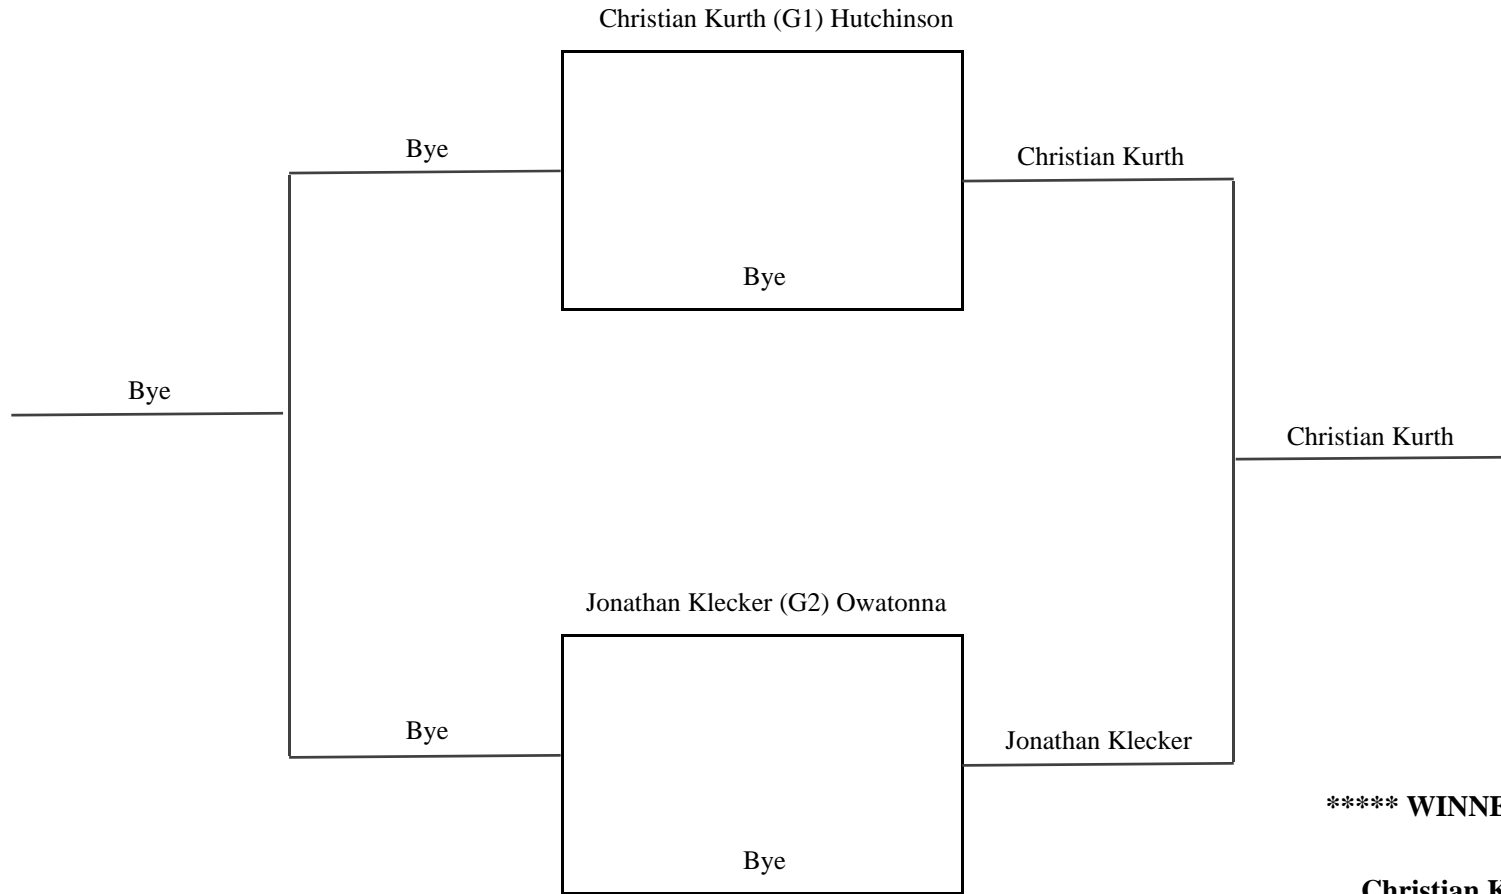 Christian Kurth (G1) Hutchinson
Bye
Christian Kurth
Bye
Bye
Christian Kurth
Jonathan Klecker (G2) Owatonna
Bye
Jonathan Klecker
***** WINNE
Bye
Christian K